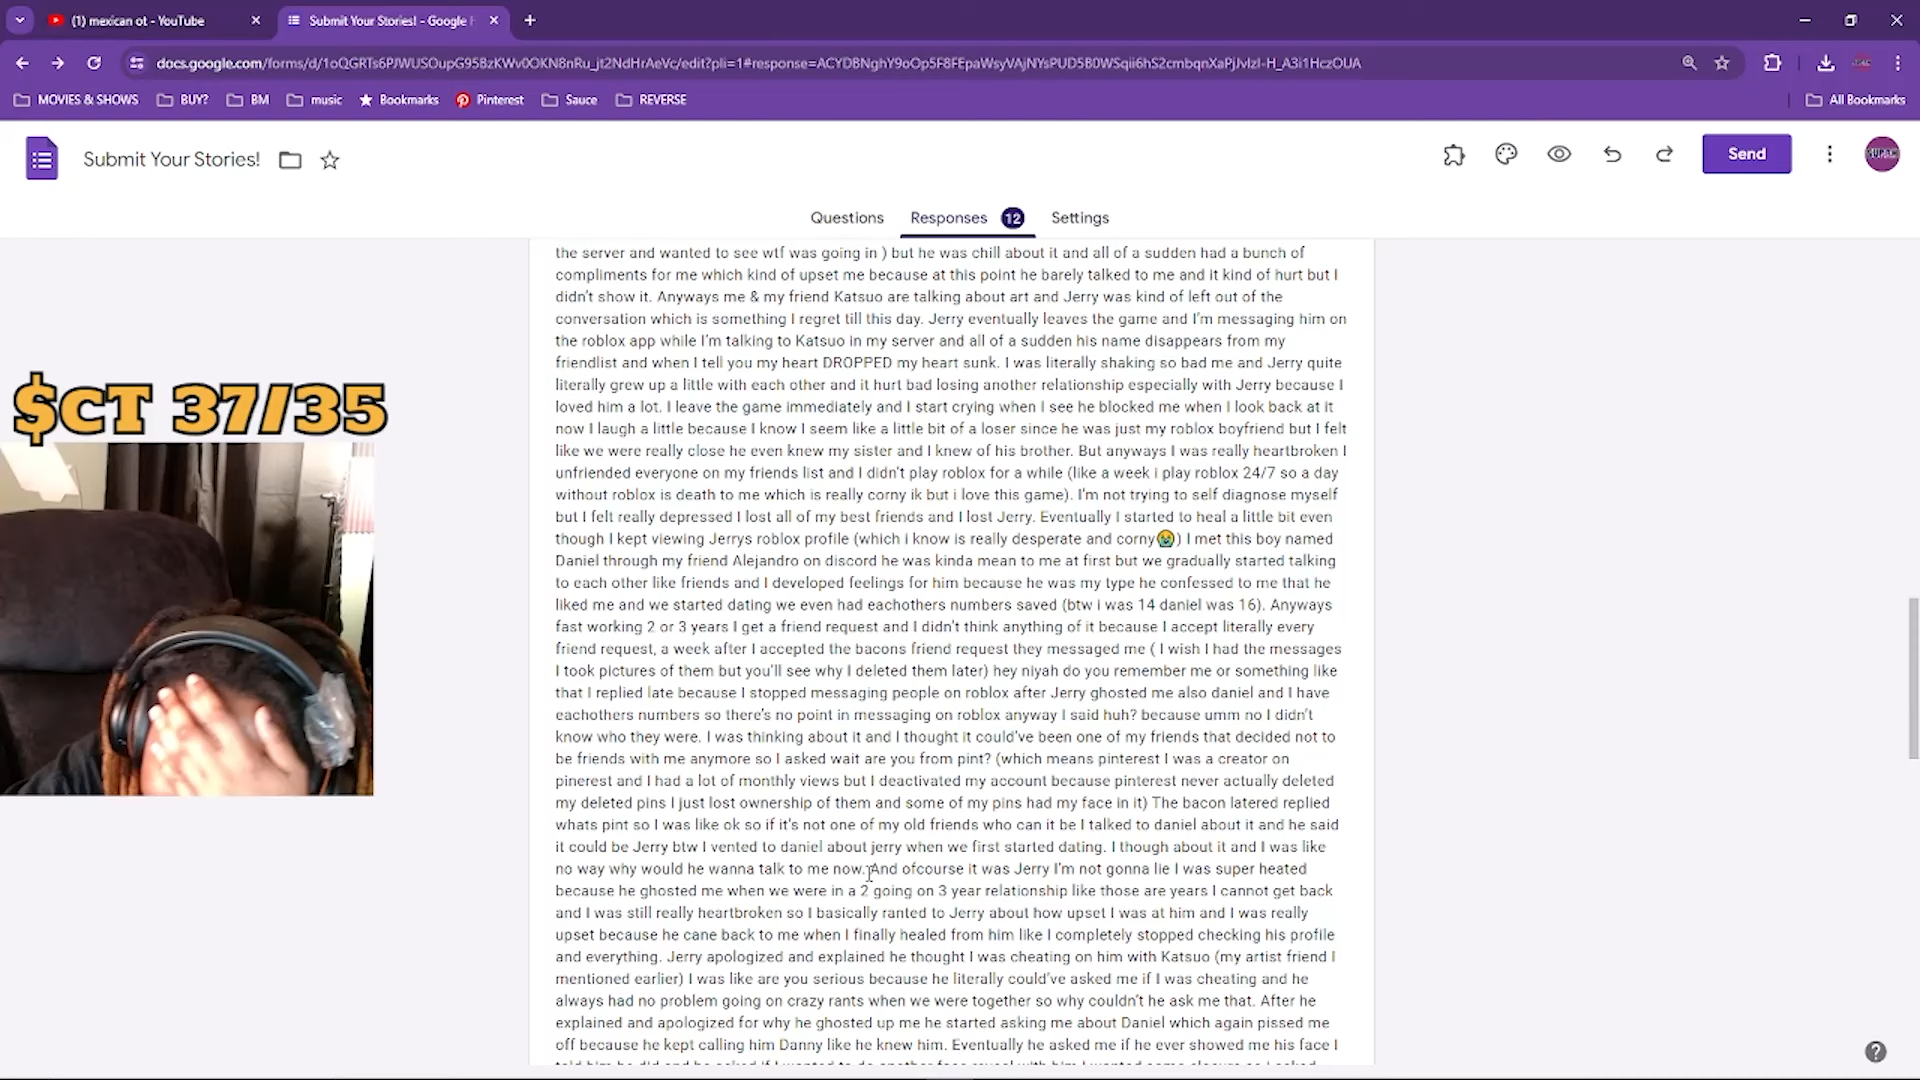 (1) mexican ot - YouTube
Submit Your Stories! - Google F
docs.google.com/forms/d/1oQGRTs6PJWUSOupG95BzKWv0OKN8nRu_jt2NdHrAeVc/edit?pli=1#response=ACYDBNghY9oOp5F8FEpaWsyVAjNYsPUD5B0WSqii6hS2cmbqnXaPjJvIzl-H_A3i1HczOUA
MOVIES & SHOWS
BUY?
BM
music
Bookmarks
Pinterest
Sauce
REVERSE
All Bookmarks
Submit Your Stories!
Send
Questions
Responses 12
Settings
the server and wanted to see wtf was going in ) but he was chill about it and all of a sudden had a bunch of
compliments for me which kind of upset me because at this point he barely talked to me and it kind of hurt but I
didn't show it. Anyways me & my friend Katsuo are talking about art and Jerry was kind of left out of the
conversation which is something I regret till this day. Jerry eventually leaves the game and I'm messaging him on
the roblox app while I'm talking to Katsuo in my server and all of a sudden his name disappears from my
friendlist and when I tell you my heart DROPPED my heart sunk. I was literally shaking so bad me and Jerry quite
literally grew up a little with each other and it hurt bad losing another relationship especially with Jerry because I
loved him a lot. I leave the game immediately and I start crying when I see he blocked me when I look back at it
now I laugh a little because I know I seem like a little bit of a loser since he was just my roblox boyfriend but I felt
like we were really close he even knew my sister and I knew of his brother. But anyways I was really heartbroken I
unfriended everyone on my friends list and I didn't play roblox for a while (like a week i play roblox 24/7 so a day
without roblox is death to me which is really corny ik but i love this game). I'm not trying to self diagnose myself
but I felt really depressed I lost all of my best friends and I lost Jerry. Eventually I started to heal a little bit even
though I kept viewing Jerrys roblox profile (which i know is really desperate and corny😭) I met this boy named
Daniel through my friend Alejandro on discord he was kinda mean to me at first but we gradually started talking
to each other like friends and I developed feelings for him because he was my type he confessed to me that he
liked me and we started dating we even had eachothers numbers saved (btw i was 14 daniel was 16). Anyways
fast working 2 or 3 years I get a friend request and I didn't think anything of it because I accept literally every
friend request, a week after I accepted the bacons friend request they messaged me ( I wish I had the messages
I took pictures of them but you'll see why I deleted them later) hey niyah do you remember me or something like
that I replied late because I stopped messaging people on roblox after Jerry ghosted me also daniel and I have
eachothers numbers so there's no point in messaging on roblox anyway I said huh? because umm no I didn't
know who they were. I was thinking about it and I thought it could've been one of my friends that decided not to
be friends with me anymore so I asked wait are you from pint? (which means pinterest I was a creator on
pinerest and I had a lot of monthly views but I deactivated my account because pinterest never actually deleted
my deleted pins I just lost ownership of them and some of my pins had my face in it) The bacon latered replied
whats pint so I was like ok so if it's not one of my old friends who can it be I talked to daniel about it and he said
it could be Jerry btw I vented to daniel about jerry when we first started dating. I though about it and I was like
no way why would he wanna talk to me now. And ofcourse it was Jerry I'm not gonna lie I was super heated
because he ghosted me when we were in a 2 going on 3 year relationship like those are years I cannot get back
and I was still really heartbroken so I basically ranted to Jerry about how upset I was at him and I was really
upset because he cane back to me when I finally healed from him like I completely stopped checking his profile
and everything. Jerry apologized and explained he thought I was cheating on him with Katsuo (my artist friend I
mentioned earlier) I was like are you serious because he literally could've asked me if I was cheating and he
always had no problem going on crazy rants when we were together so why couldn't he ask me that. After he
explained and apologized for why he ghosted up me he started asking me about Daniel which again pissed me
off because he kept calling him Danny like he knew him. Eventually he asked me if he ever showed me his face I
$CT 37/35